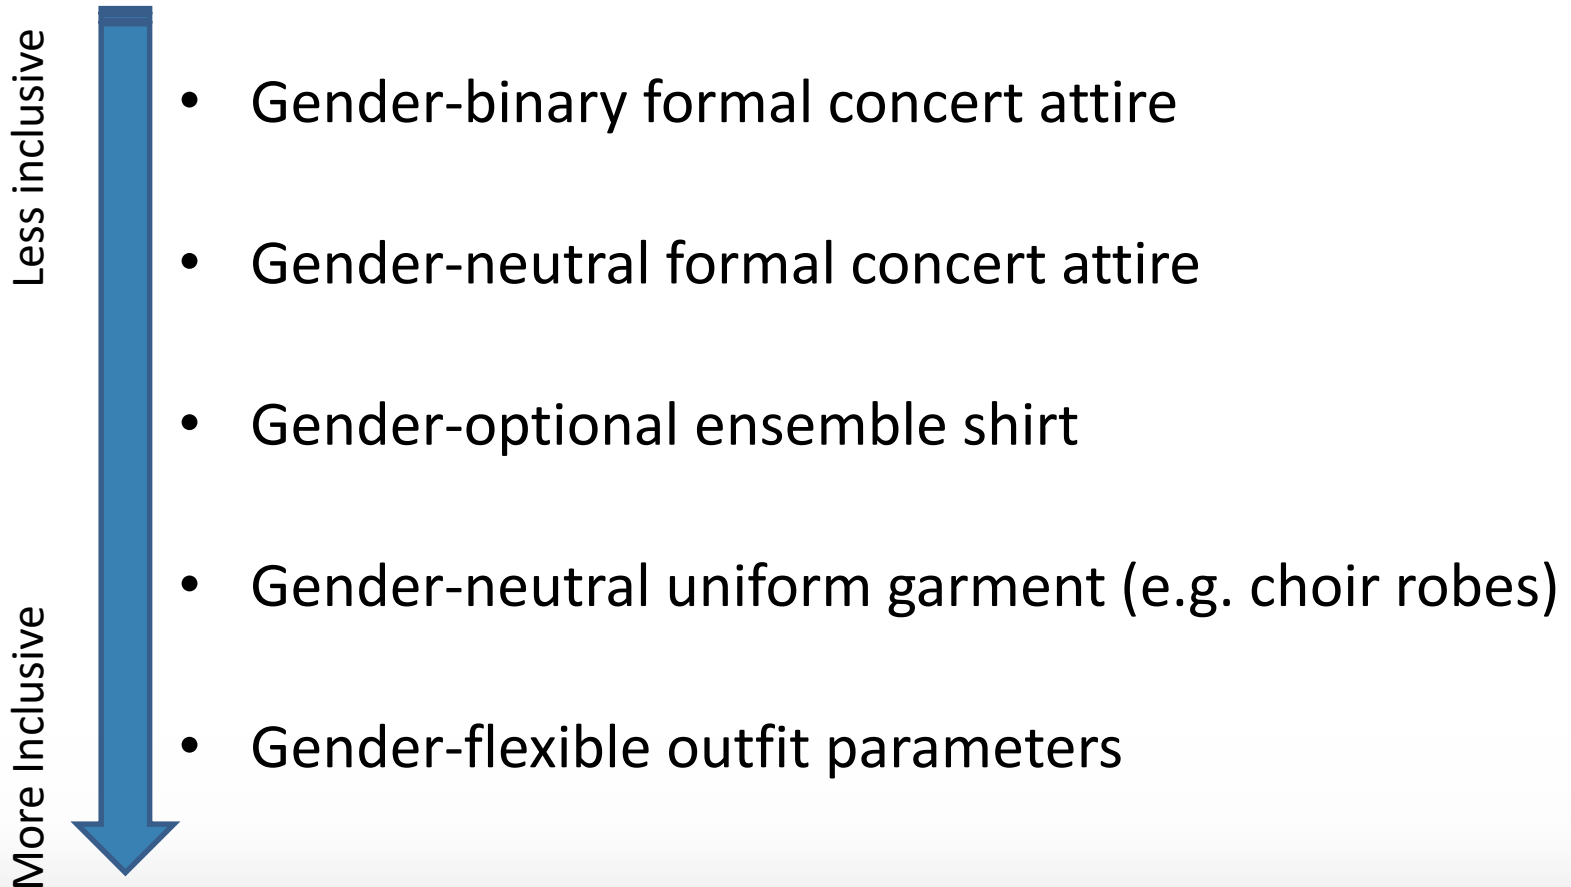 Less inclusive
• Gender-binary formal concert attire
• Gender-neutral formal concert attire
• Gender-optional ensemble shirt
• Gender-neutral uniform garment (e.g. choir robes)
More Inclusive
• Gender-flexible outfit parameters